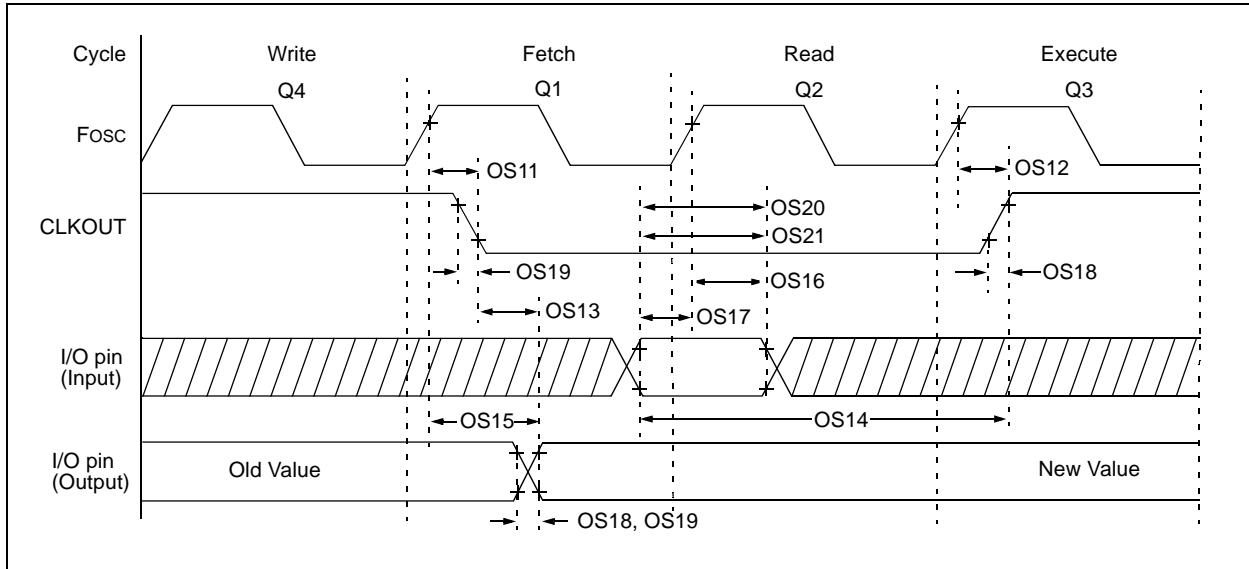 Cycle Write Fetch Read Execute
Q4 Q1 Q2 Q3
FOSC
OS11 OS12
OS20
CLKOUT OS21
OS19 OS16 OS18
OS13 OS17
I/O pin
(Input)
OS15 OS14
I/O pin
(Output) Old Value New Value
OS18, OS19